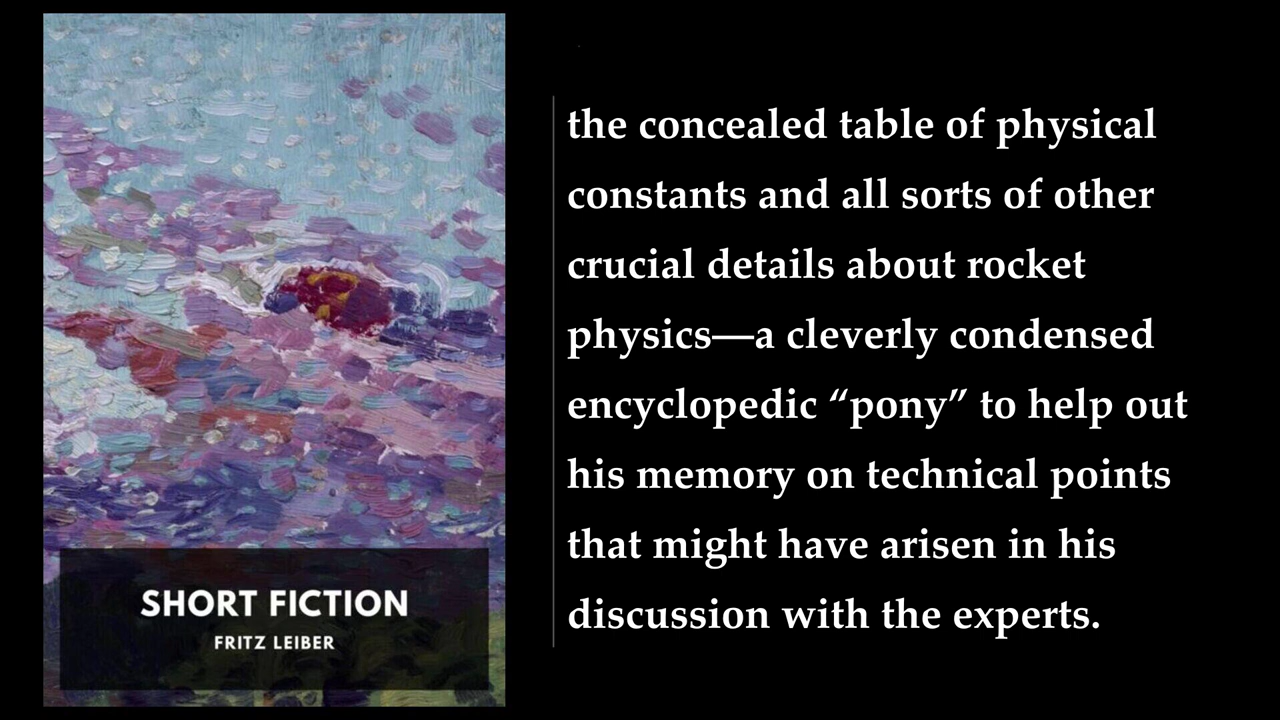 SHORT FICTION
FRITZ LEIBER
the concealed table of physical
constants and all sorts of other
crucial details about rocket
physics—a cleverly condensed
encyclopedic “pony” to help out
his memory on technical points
that might have arisen in his
discussion with the experts.